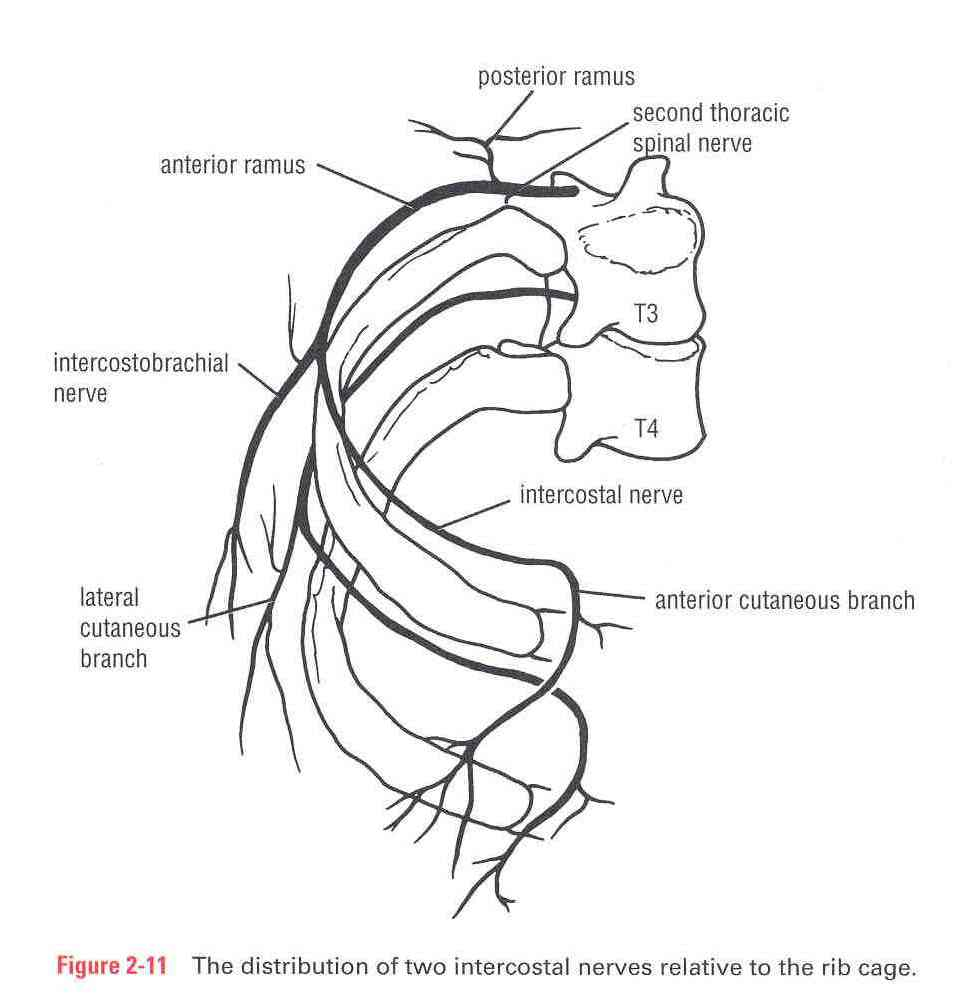 posterior ramus
second thoracic
spinal nerve
anterior ramus
T3
intercostobrachial
nerve
T4
intercostal nerve
lateral
cutaneous
branch
anterior cutaneous branch
Figure 2-11 The distribution of two intercostal nerves relative to the rib cage.